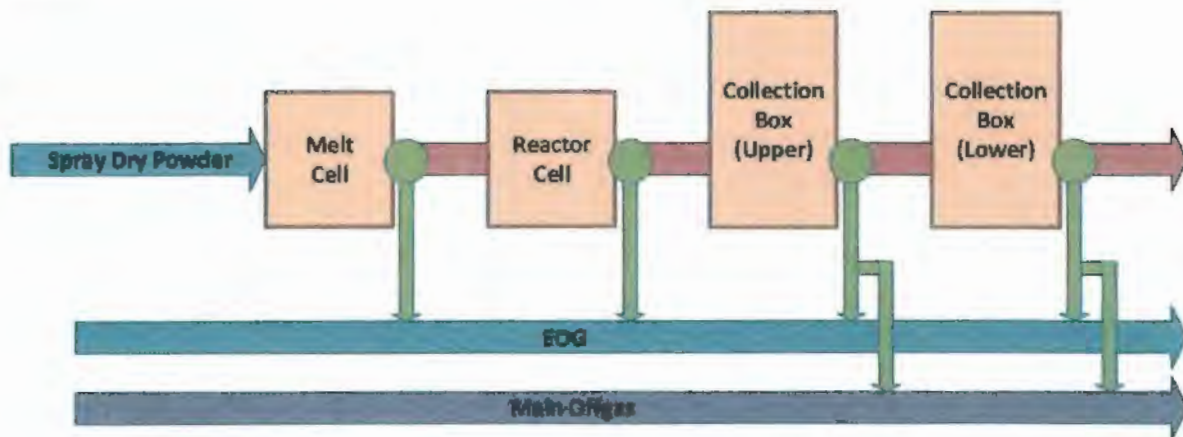 Spray Dry Powder
Melt
Cell
Reactor
Cell
Collection
Box
(Upper)
Collection
Box
(Lower)
EOG
Main Offgas